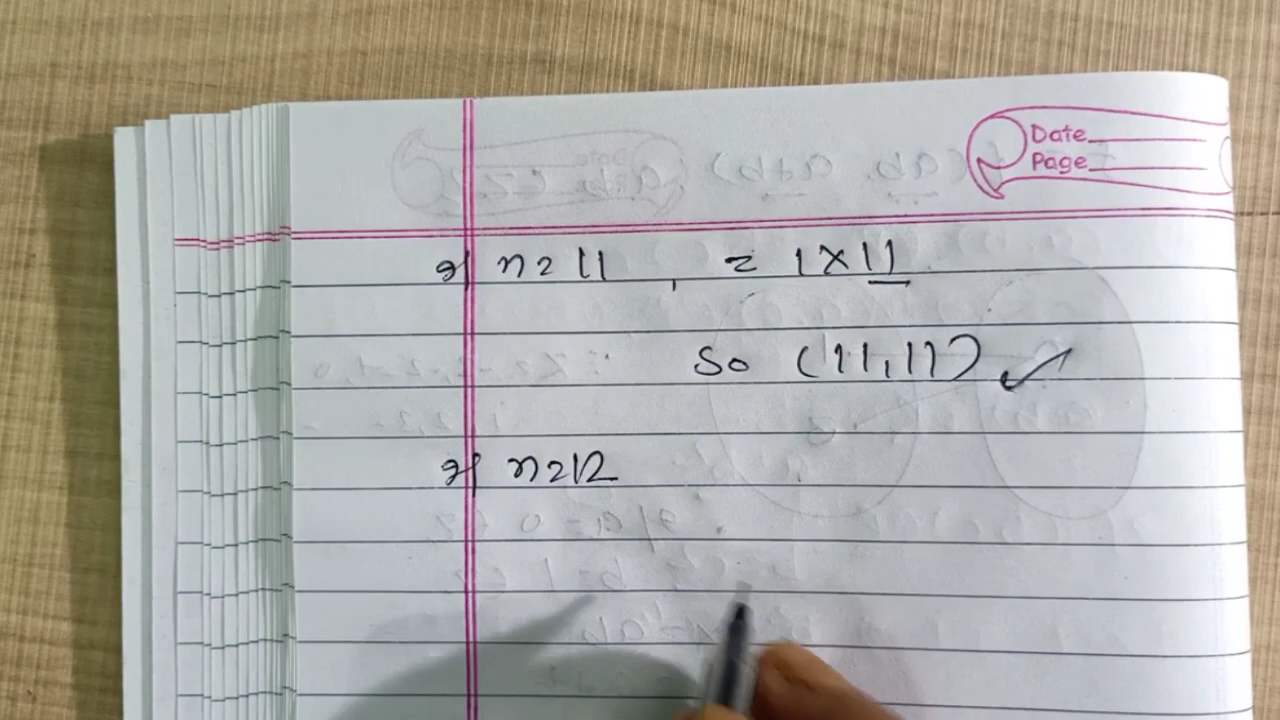 Date
Page
If n = 11, = 1 × 11
So (11,11) ✓
If n = 12